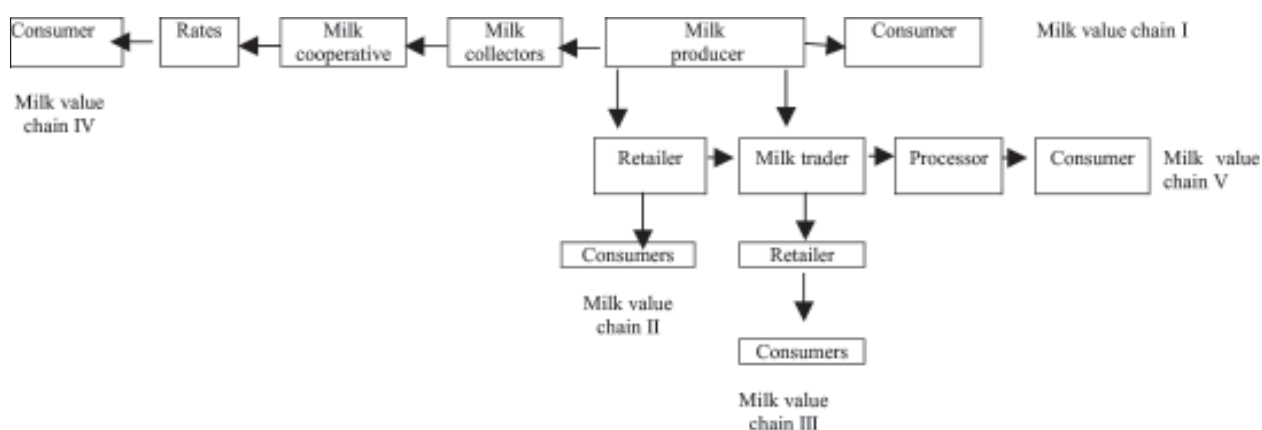 Consumer
Rates
Milk
cooperative
Milk
collectors
Milk
producer
Consumer
Milk value chain I
Milk value
chain IV
Retailer
Milk trader
Processor
Consumer
Milk value
chain V
Consumers
Retailer
Milk value
chain II
Consumers
Milk value
chain III